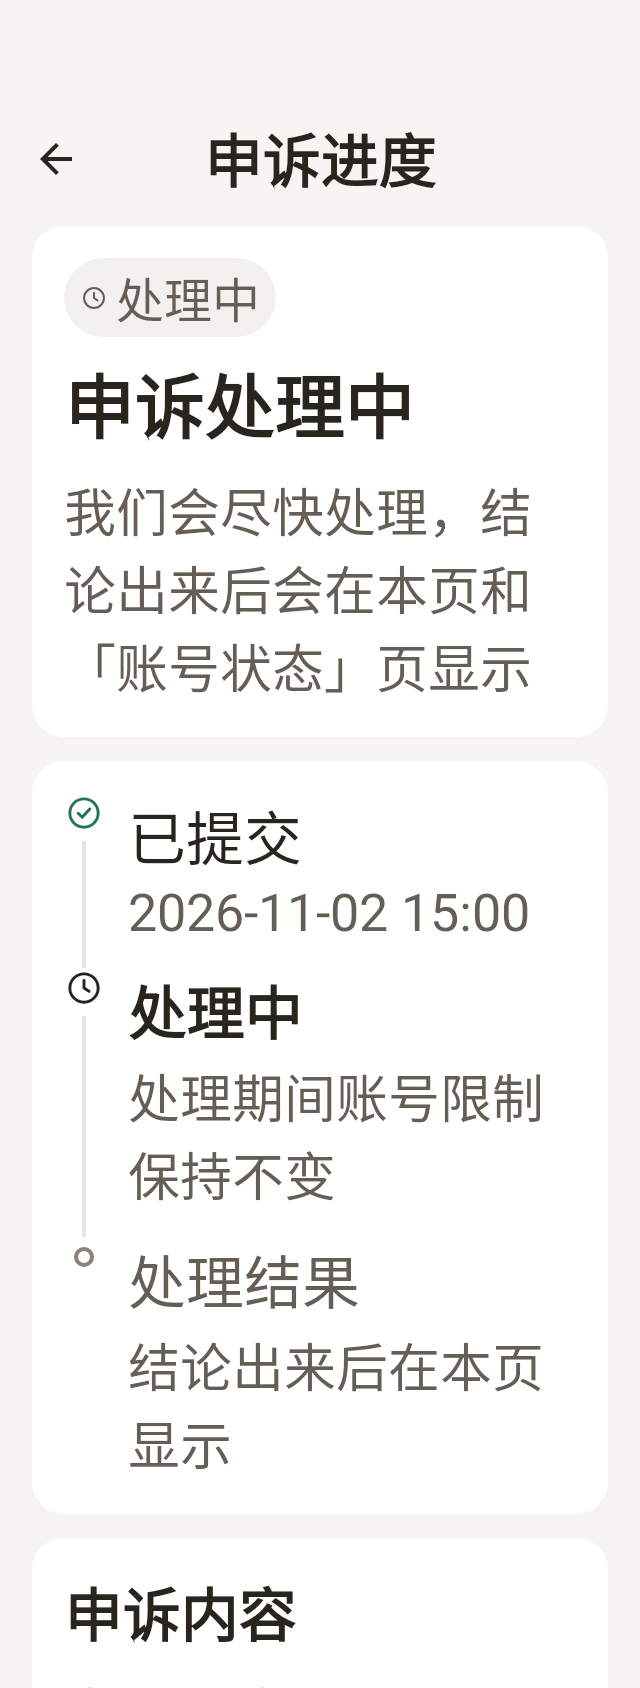 申诉进度
处理中
申诉处理中
我们会尽快处理，结
论出来后会在本页和
「账号状态」页显示
已提交
2026-11-02 15:00
处理中
处理期间账号限制
保持不变
处理结果
结论出来后在本页
显示
申诉内容